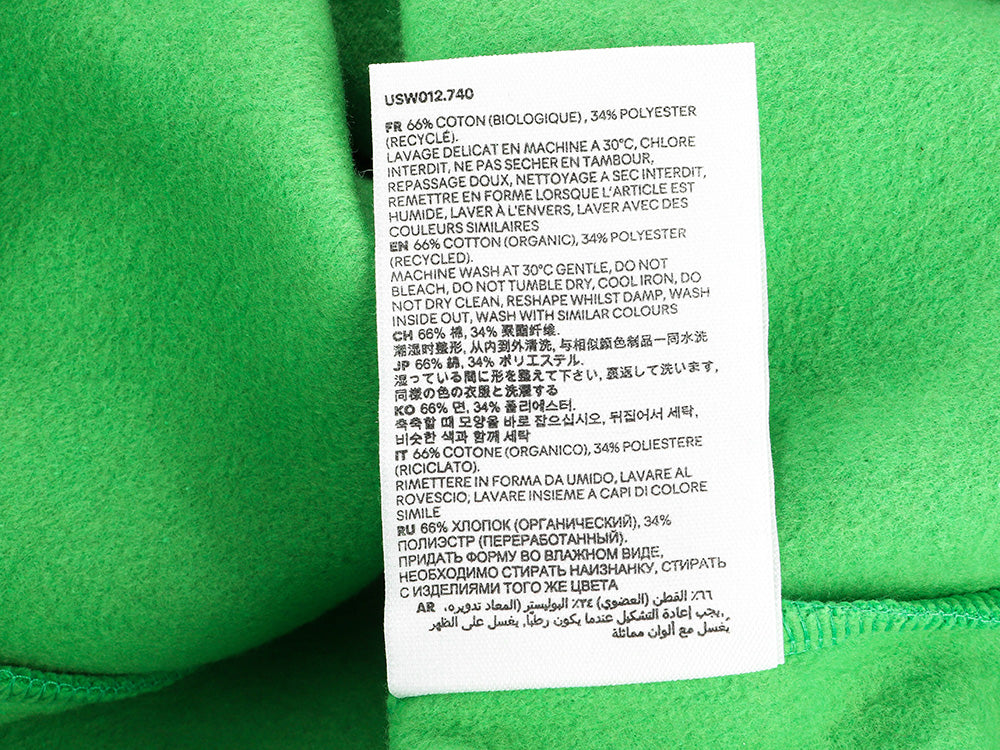 USW012.740
FR 66% COTON (BIOLOGIQUE), 34% POLYESTER
(RECYCLÉ).
LAVAGE DELICAT EN MACHINE A 30°C, CHLORE
INTERDIT, NE PAS SECHER EN TAMBOUR,
REPASSAGE DOUX, NETTOYAGE A SEC INTERDIT,
REMETTRE EN FORME LORSQUE L'ARTICLE EST
HUMIDE, LAVER À L'ENVERS, LAVER AVEC DES
COULEURS SIMILAIRES
EN 66% COTTON (ORGANIC), 34% POLYESTER
(RECYCLED).
MACHINE WASH AT 30°C GENTLE, DO NOT
BLEACH, DO NOT TUMBLE DRY, COOL IRON, DO
NOT DRY CLEAN, RESHAPE WHILST DAMP, WASH
INSIDE OUT, WASH WITH SIMILAR COLOURS
CH 66% 棉, 34% 聚酯纤维.
潮湿时整形, 从内到外清洗, 与相似颜色制品一同水洗
JP 66% 綿, 34% ポリエステル.
湿っている間に形を整えて下さい, 裏返して洗います,
同様の色の衣服と洗濯する
KO 66% 면, 34% 폴리에스터.
축축할 때 모양을 바로 잡으십시오, 뒤집어서 세탁,
비슷한 색과 함께 세탁
IT 66% COTONE (ORGANICO), 34% POLIESTERE
(RICICLATO).
RIMETTERE IN FORMA DA UMIDO, LAVARE AL
ROVESCIO, LAVARE INSIEME A CAPI DI COLORE
SIMILE
RU 66% ХЛОПОК (ОРГАНИЧЕСКИЙ), 34%
ПОЛИЭСТР (ПЕРЕРАБОТАННЫЙ).
ПРИДАТЬ ФОРМУ ВО ВЛАЖНОМ ВИДЕ,
НЕОБХОДИМО СТИРАТЬ НАИЗНАНКУ, СТИРАТЬ
С ИЗДЕЛИЯМИ ТОГО ЖЕ ЦВЕТА
٦٦٪ القطن (العضوي) ٣٤٪ البوليستر (المعاد تدويره، AR
يجب إعادة التشكيل عندما يكون رطبًا, يغسل على الظهر,
يُغسل مع ألوان مماثلة